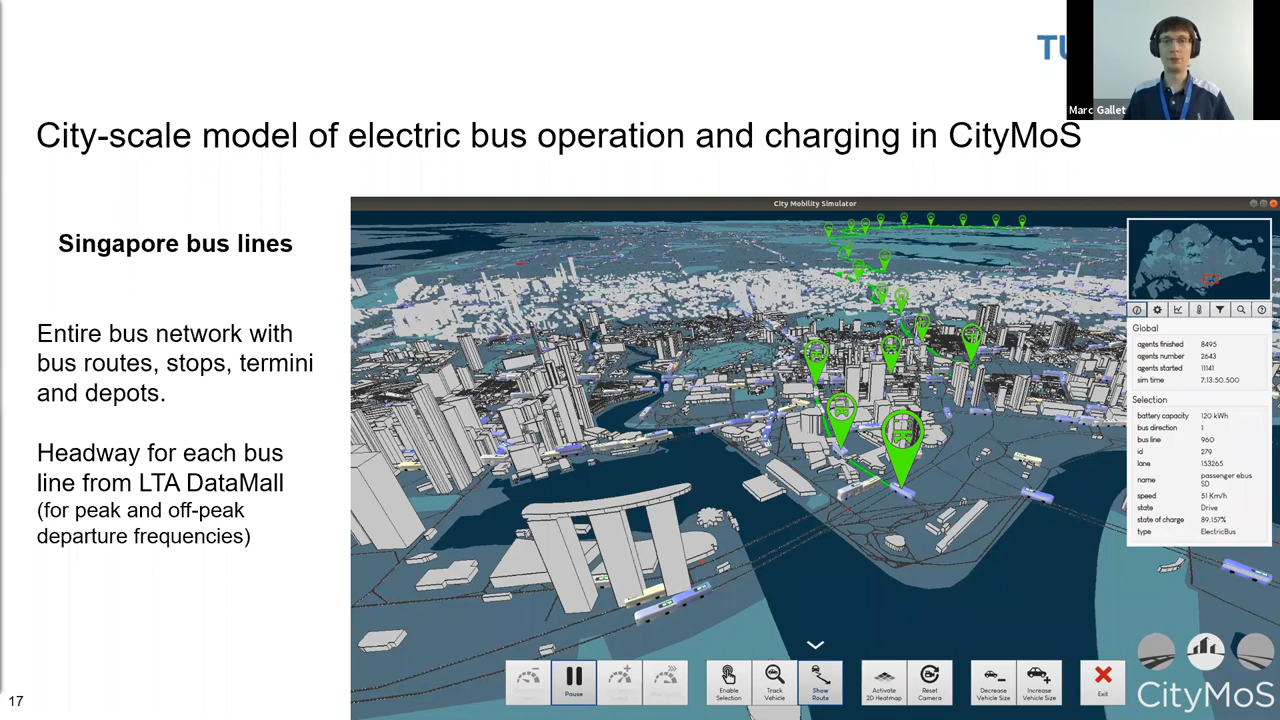 TU
Marc Gallet
City-scale model of electric bus operation and charging in CityMoS
Singapore bus lines
Entire bus network with
bus routes, stops, termini
and depots.
Headway for each bus
line from LTA DataMall
(for peak and off-peak
departure frequencies)
17
City Mobility Simulator
Global
agents finished 8495
agents number 2643
agents started 11141
sim time 7:13:50.500
Selection
battery capacity 120 kWh
bus direction 1
bus line 960
id 279
lane 153265
name passenger ebus
SD
speed 51 Km/h
state Drive
state of charge 89.157%
type ElectricBus
Pause
Enable
Selection
Track
Vehicle
Show
Route
Activate
2D Heatmap
Reset
Camera
Decrease
Vehicle Size
Increase
Vehicle Size
Exit
CityMoS